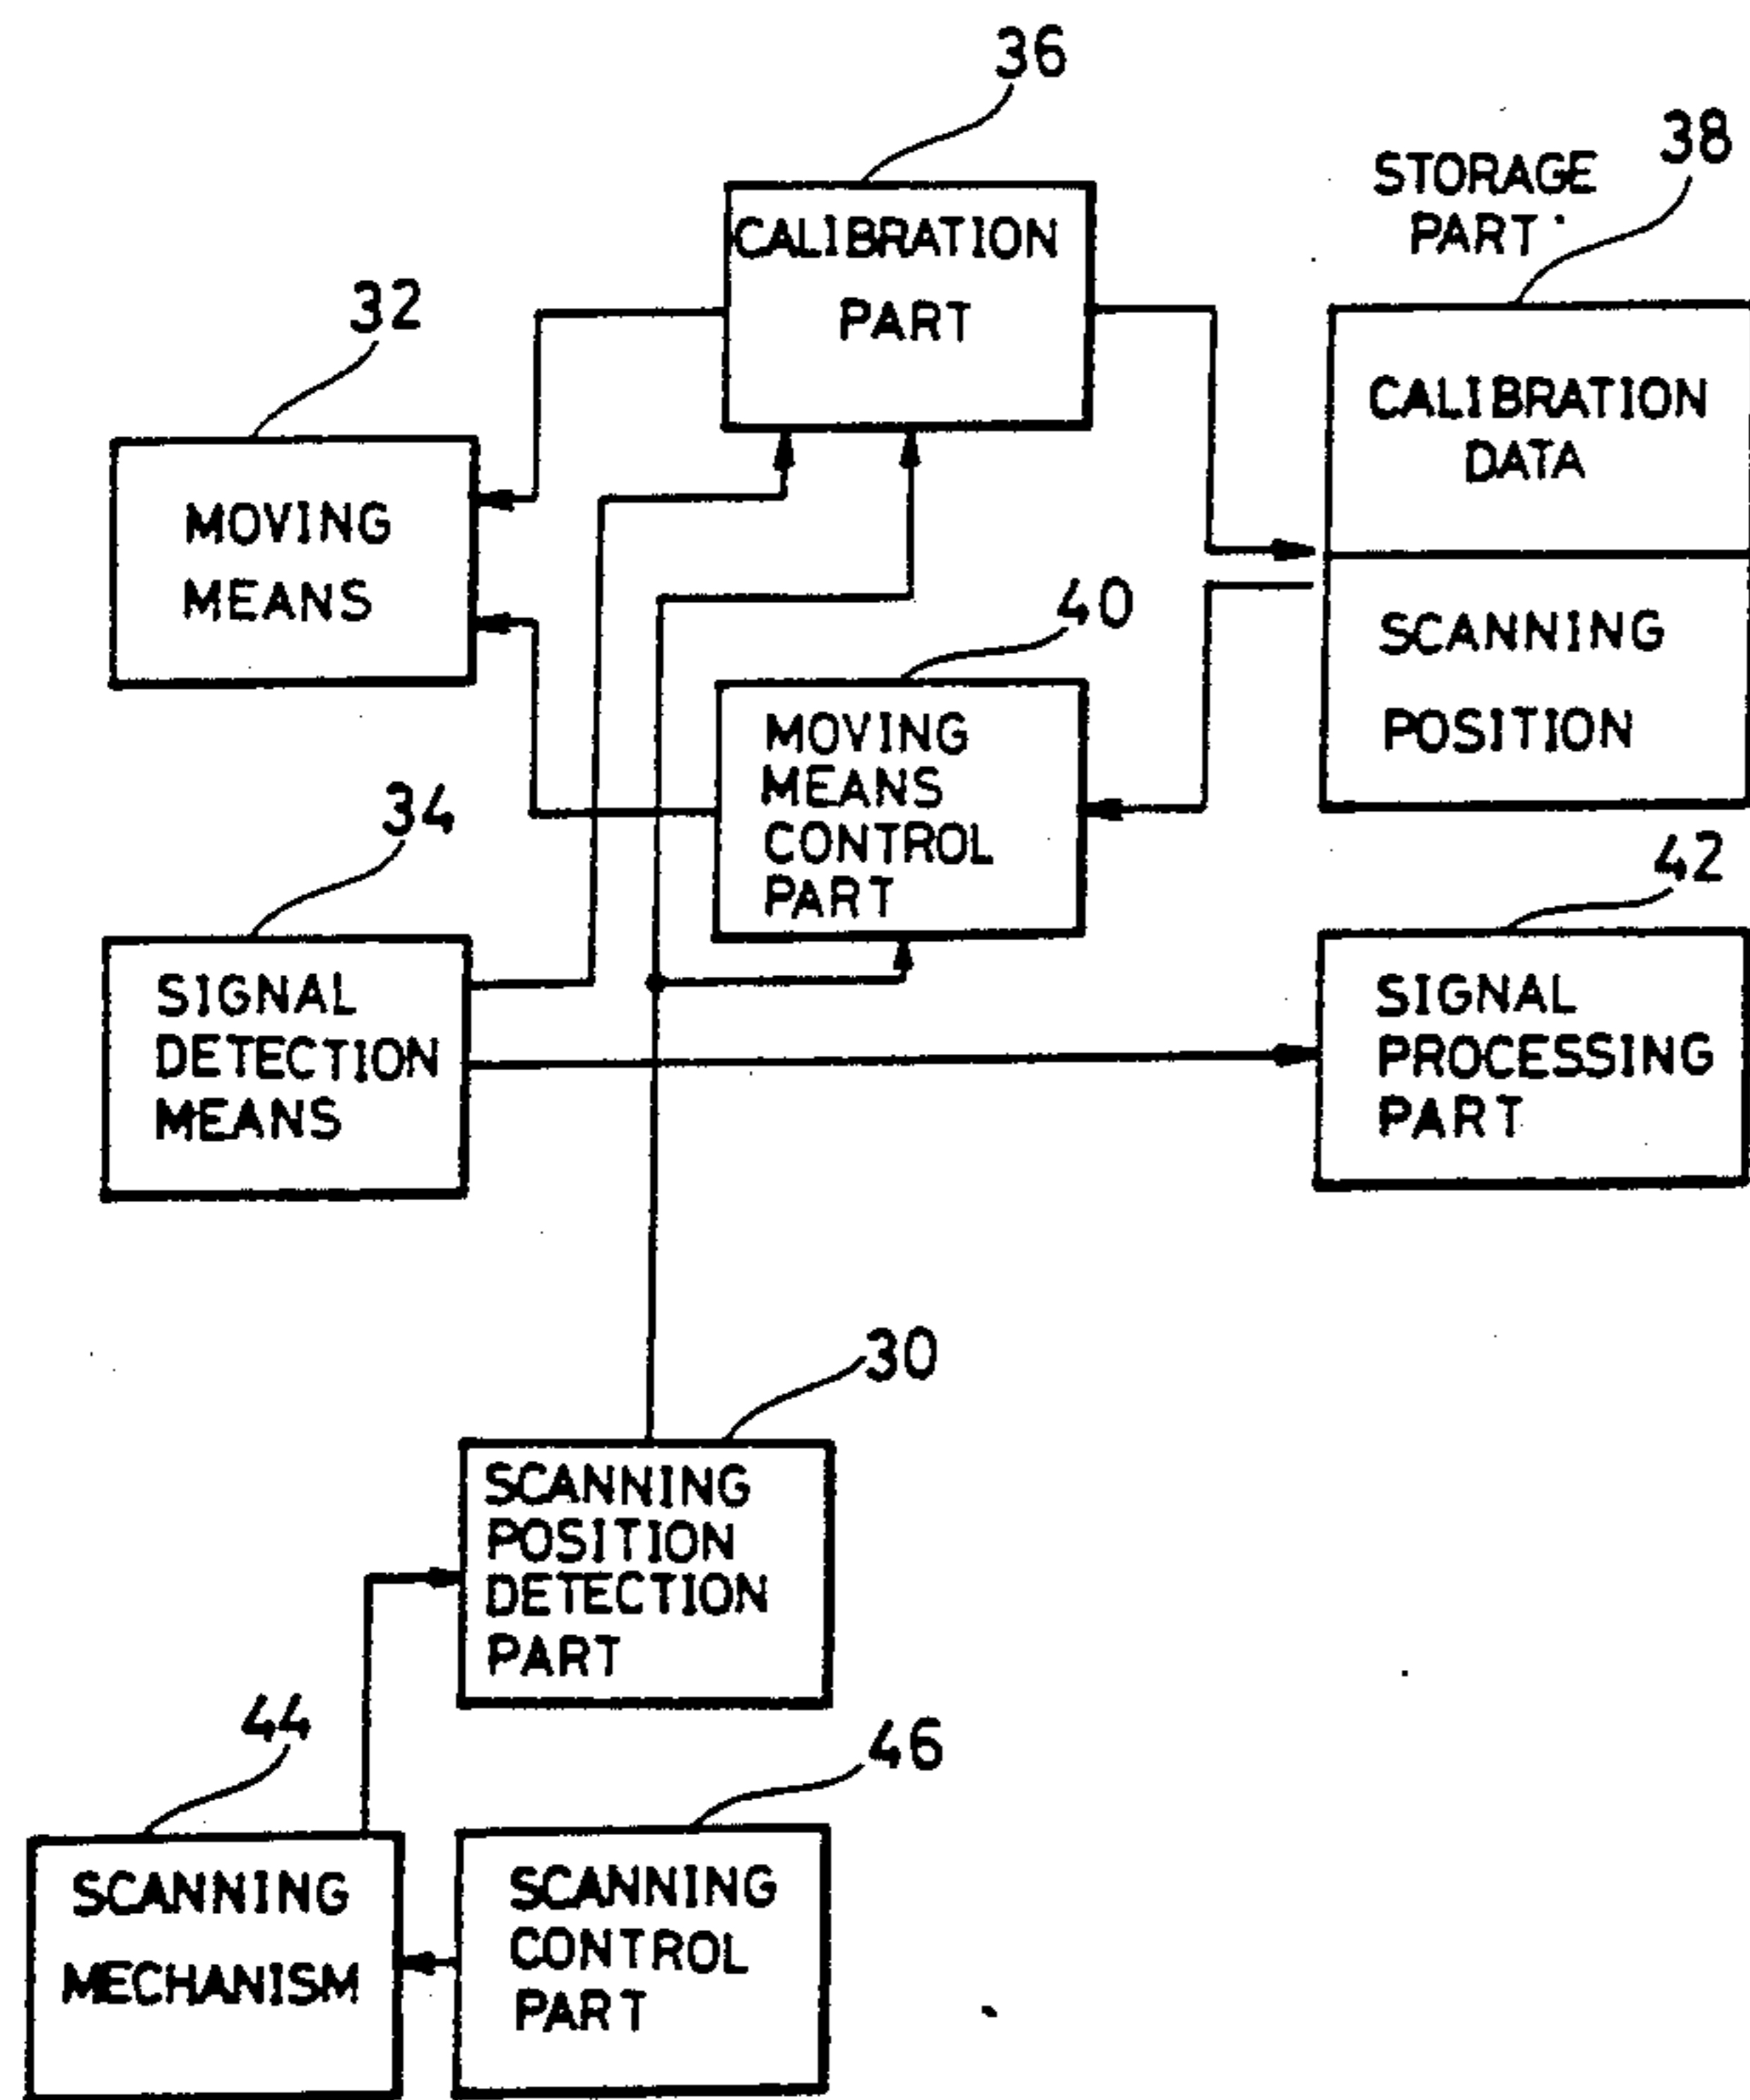 36
CALIBRATION
PART
38
STORAGE
PART
CALIBRATION
DATA
SCANNING
POSITION
32
MOVING
MEANS
40
MOVING
MEANS
CONTROL
PART
34
SIGNAL
DETECTION
MEANS
42
SIGNAL
PROCESSING
PART
30
SCANNING
POSITION
DETECTION
PART
44
SCANNING
MECHANISM
46
SCANNING
CONTROL
PART